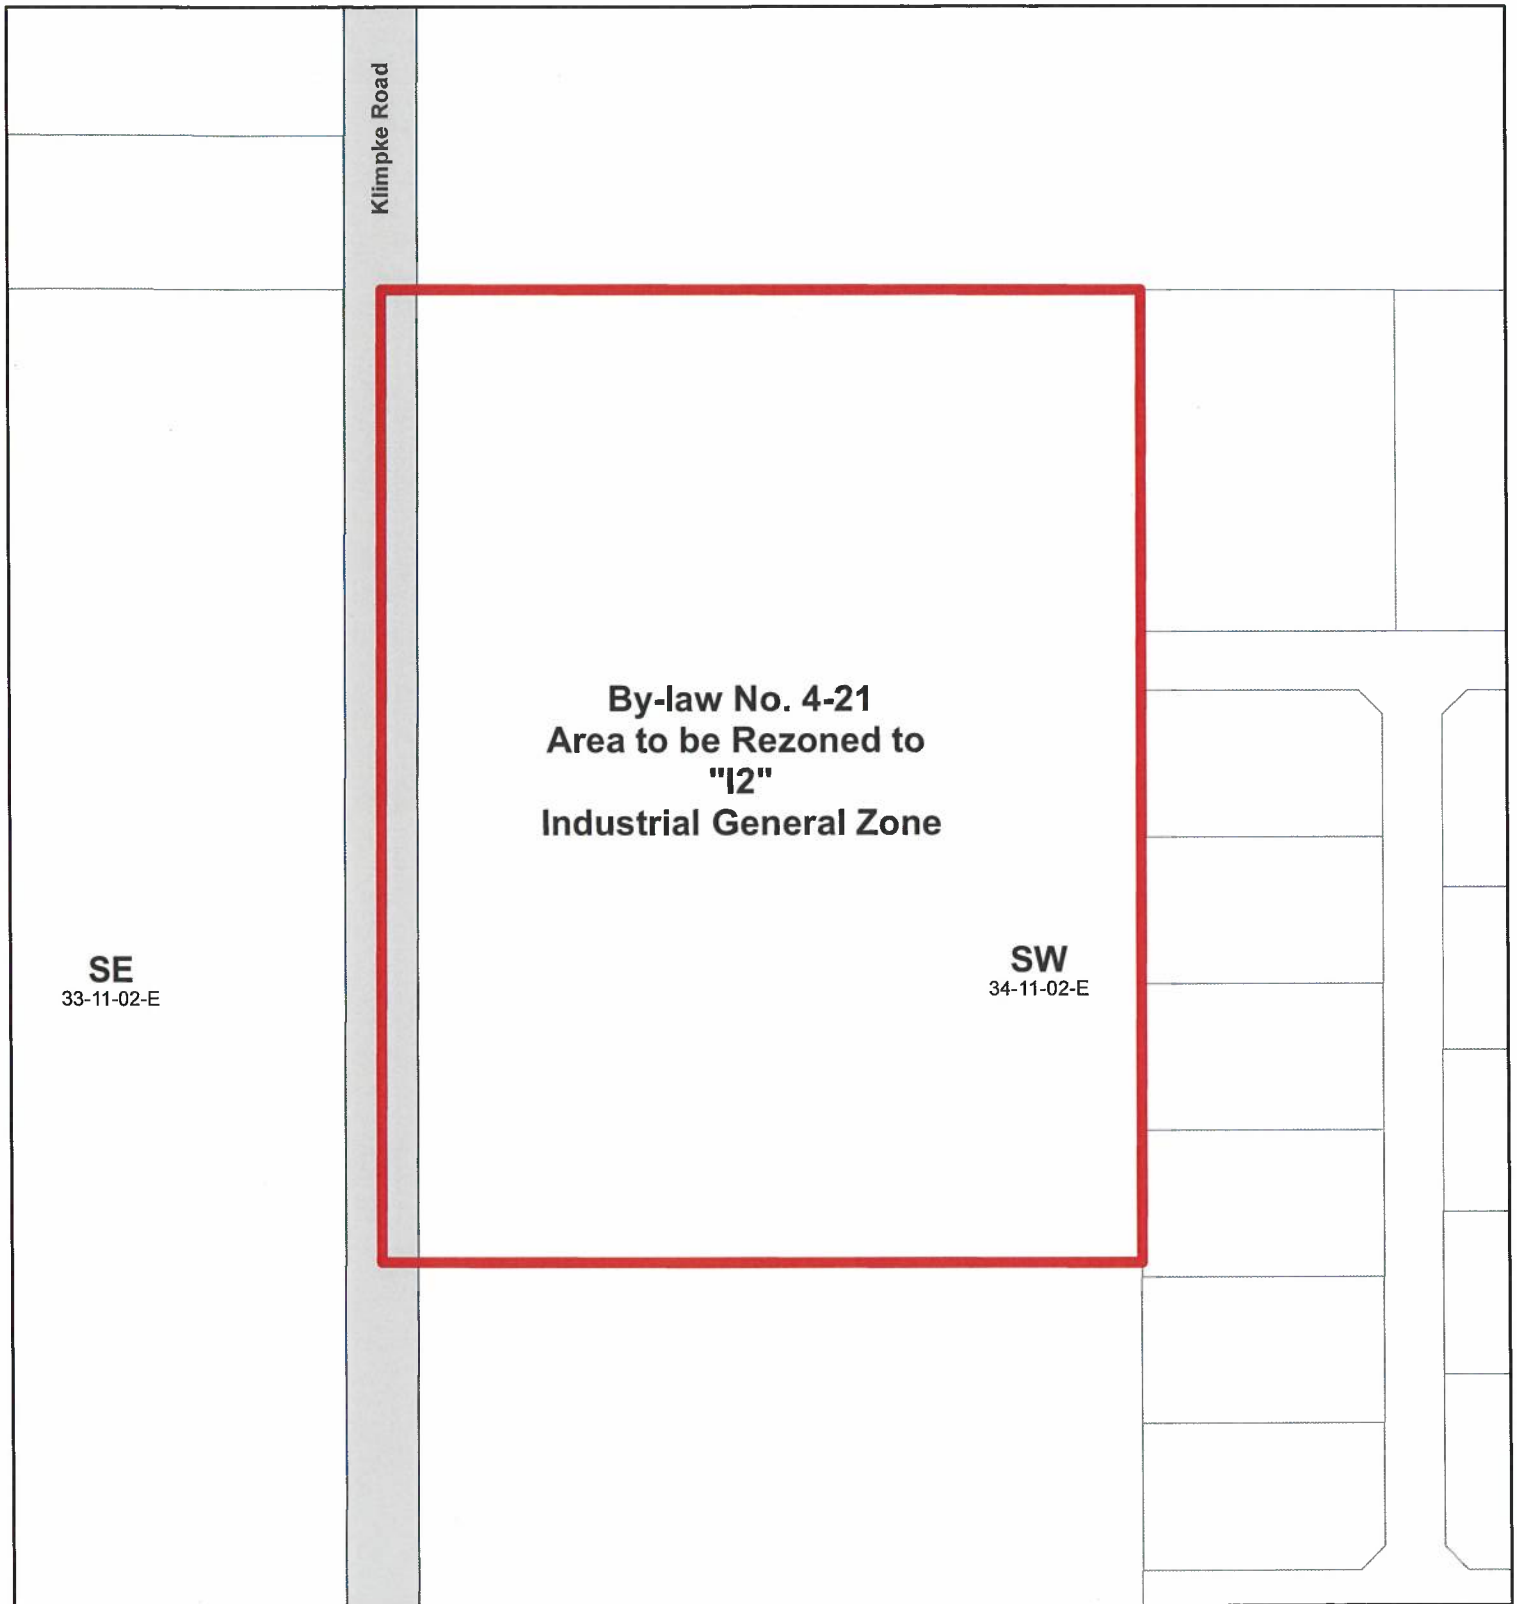 Klimpke Road
By-law No. 4-21
Area to be Rezoned to
"I2"
Industrial General Zone
SE
33-11-02-E
SW
34-11-02-E